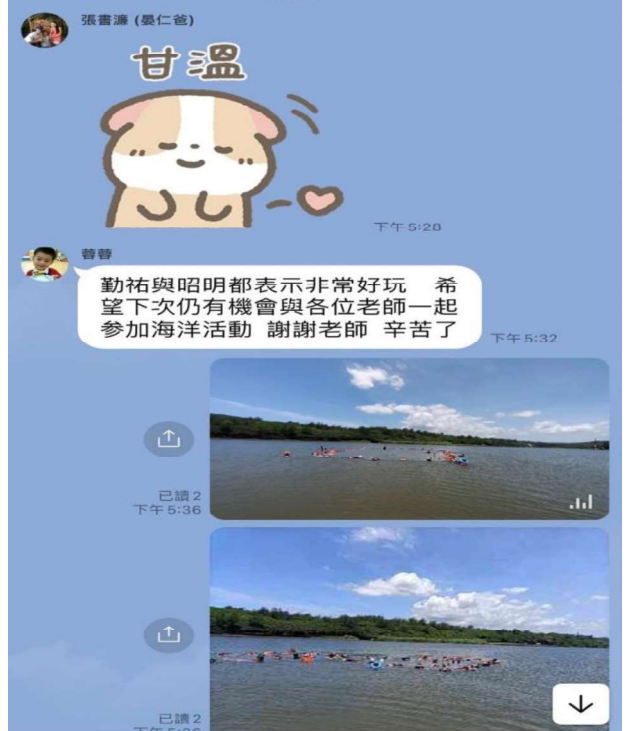 張書濂 (晏仁爸)
甘溫
下午 5:28
蓉蓉
勤祐與昭明都表示非常好玩 希
望下次仍有機會與各位老師一起
參加海洋活動 謝謝老師 辛苦了
下午 5:32
已讀 2
下午 5:36
已讀 2